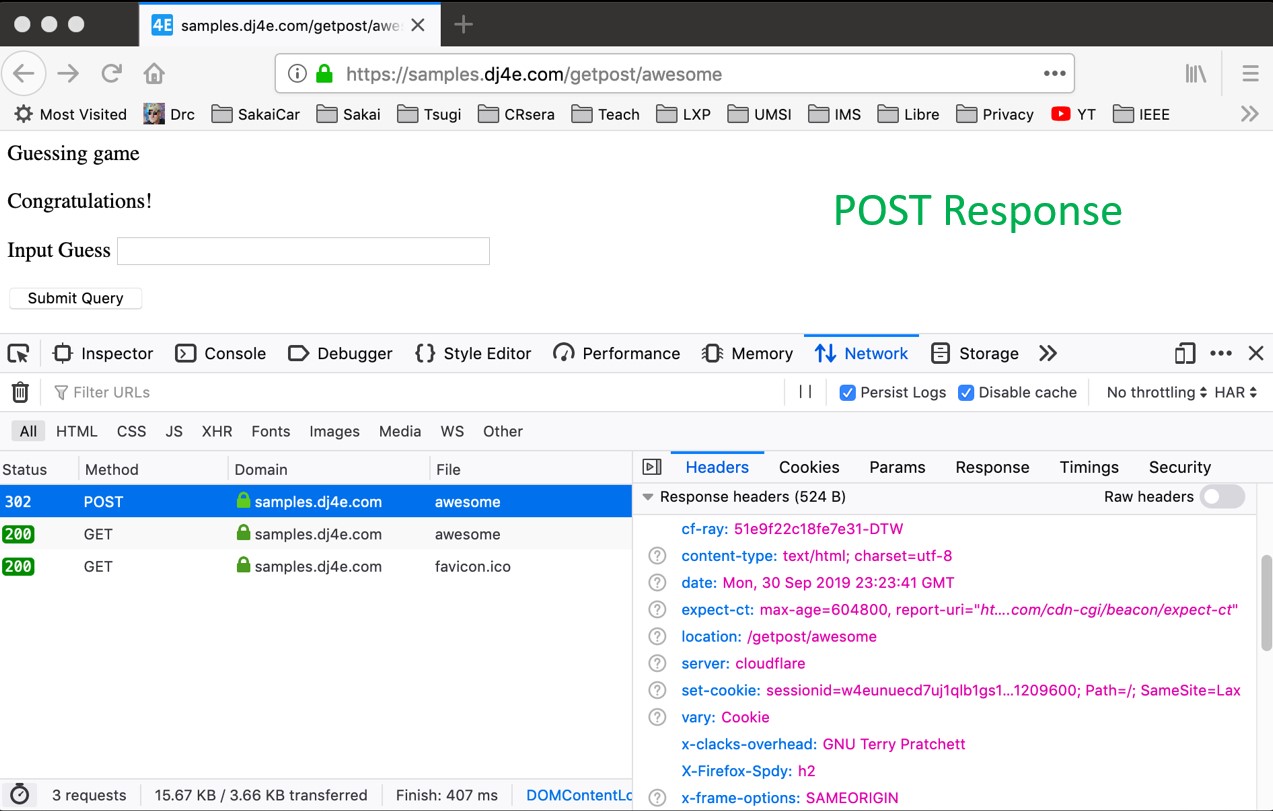 4E samples.dj4e.com/getpost/awe
https://samples.dj4e.com/getpost/awesome
Most Visited Drc SakaiCar Sakai Tsugi CRsera Teach LXP UMSI IMS Libre Privacy YT IEEE
Guessing game
Congratulations!
POST Response
Input Guess
Submit Query
Inspector Console Debugger Style Editor Performance Memory Network Storage
Filter URLs Persist Logs Disable cache No throttling HAR
All HTML CSS JS XHR Fonts Images Media WS Other
Status Method Domain File Headers Cookies Params Response Timings Security
302 POST samples.dj4e.com awesome
200 GET samples.dj4e.com awesome
200 GET samples.dj4e.com favicon.ico
Response headers (524 B) Raw headers
cf-ray: 51e9f22c18fe7e31-DTW
content-type: text/html; charset=utf-8
date: Mon, 30 Sep 2019 23:23:41 GMT
expect-ct: max-age=604800, report-uri="ht….com/cdn-cgi/beacon/expect-ct"
location: /getpost/awesome
server: cloudflare
set-cookie: sessionid=w4eunuecd7uj1qlb1gs1…1209600; Path=/; SameSite=Lax
vary: Cookie
x-clacks-overhead: GNU Terry Pratchett
X-Firefox-Spdy: h2
x-frame-options: SAMEORIGIN
3 requests 15.67 KB / 3.66 KB transferred Finish: 407 ms DOMContentLo